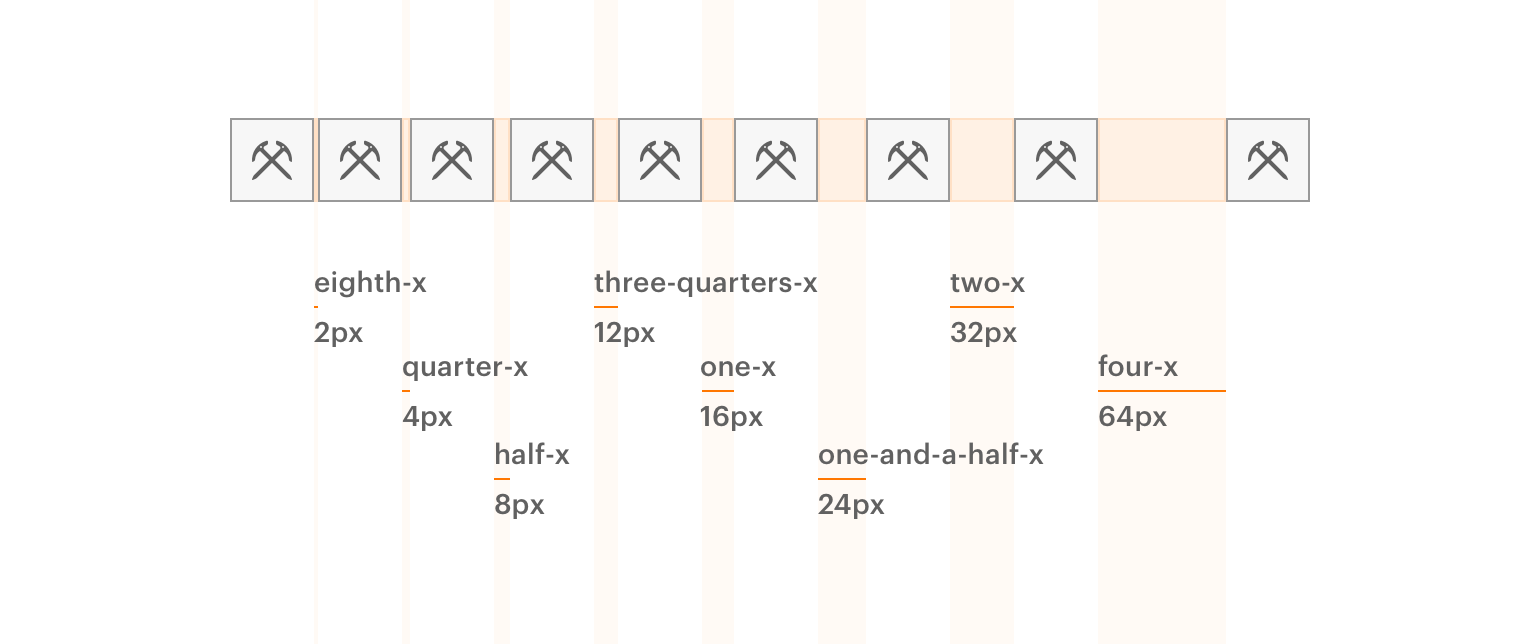 eighth-x
2px
quarter-x
4px
half-x
8px
three-quarters-x
12px
one-x
16px
one-and-a-half-x
24px
two-x
32px
four-x
64px